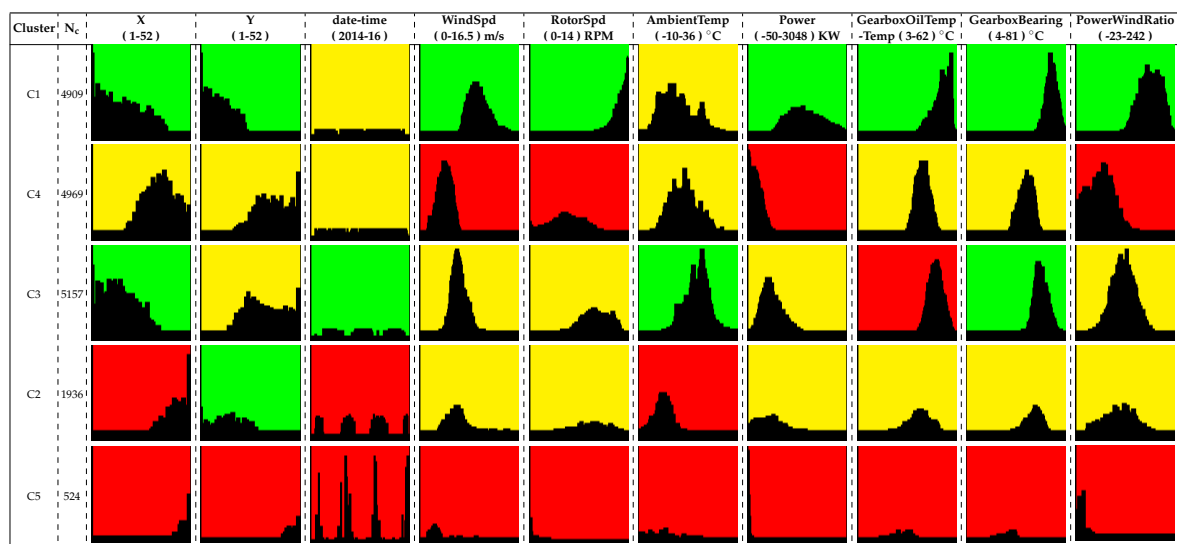 Cluster N_c X Y date-time WindSpd RotorSpd AmbientTemp Power GearboxOilTemp GearboxBearing PowerWindRatio
( 1-52) ( 1-52) (2014-16) (0-16.5) m/s (0-14) RPM (-10-36) °C (-50-3048) KW -Temp (3-62) °C (4-81) °C (-23-242)
C1 4909
C4 4969
C3 5157
C2 1936
C5 524